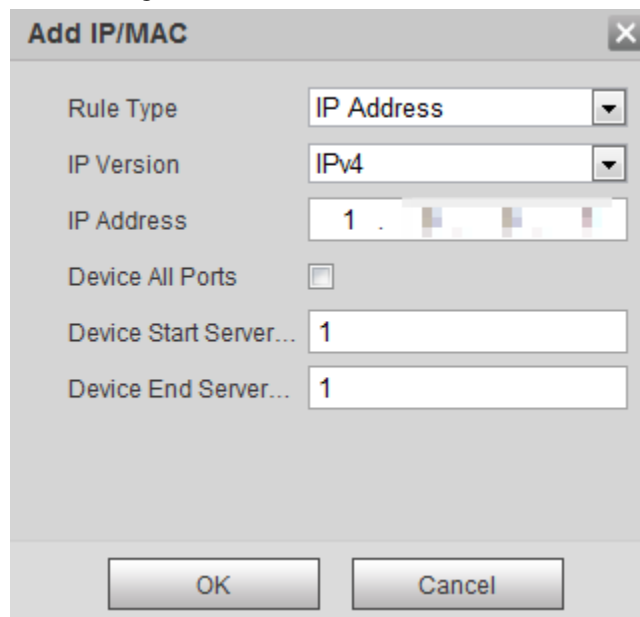 Add IP/MAC
Rule Type IP Address
IP Version IPv4
IP Address 1 .
Device All Ports
Device Start Server... 1
Device End Server... 1
OK Cancel